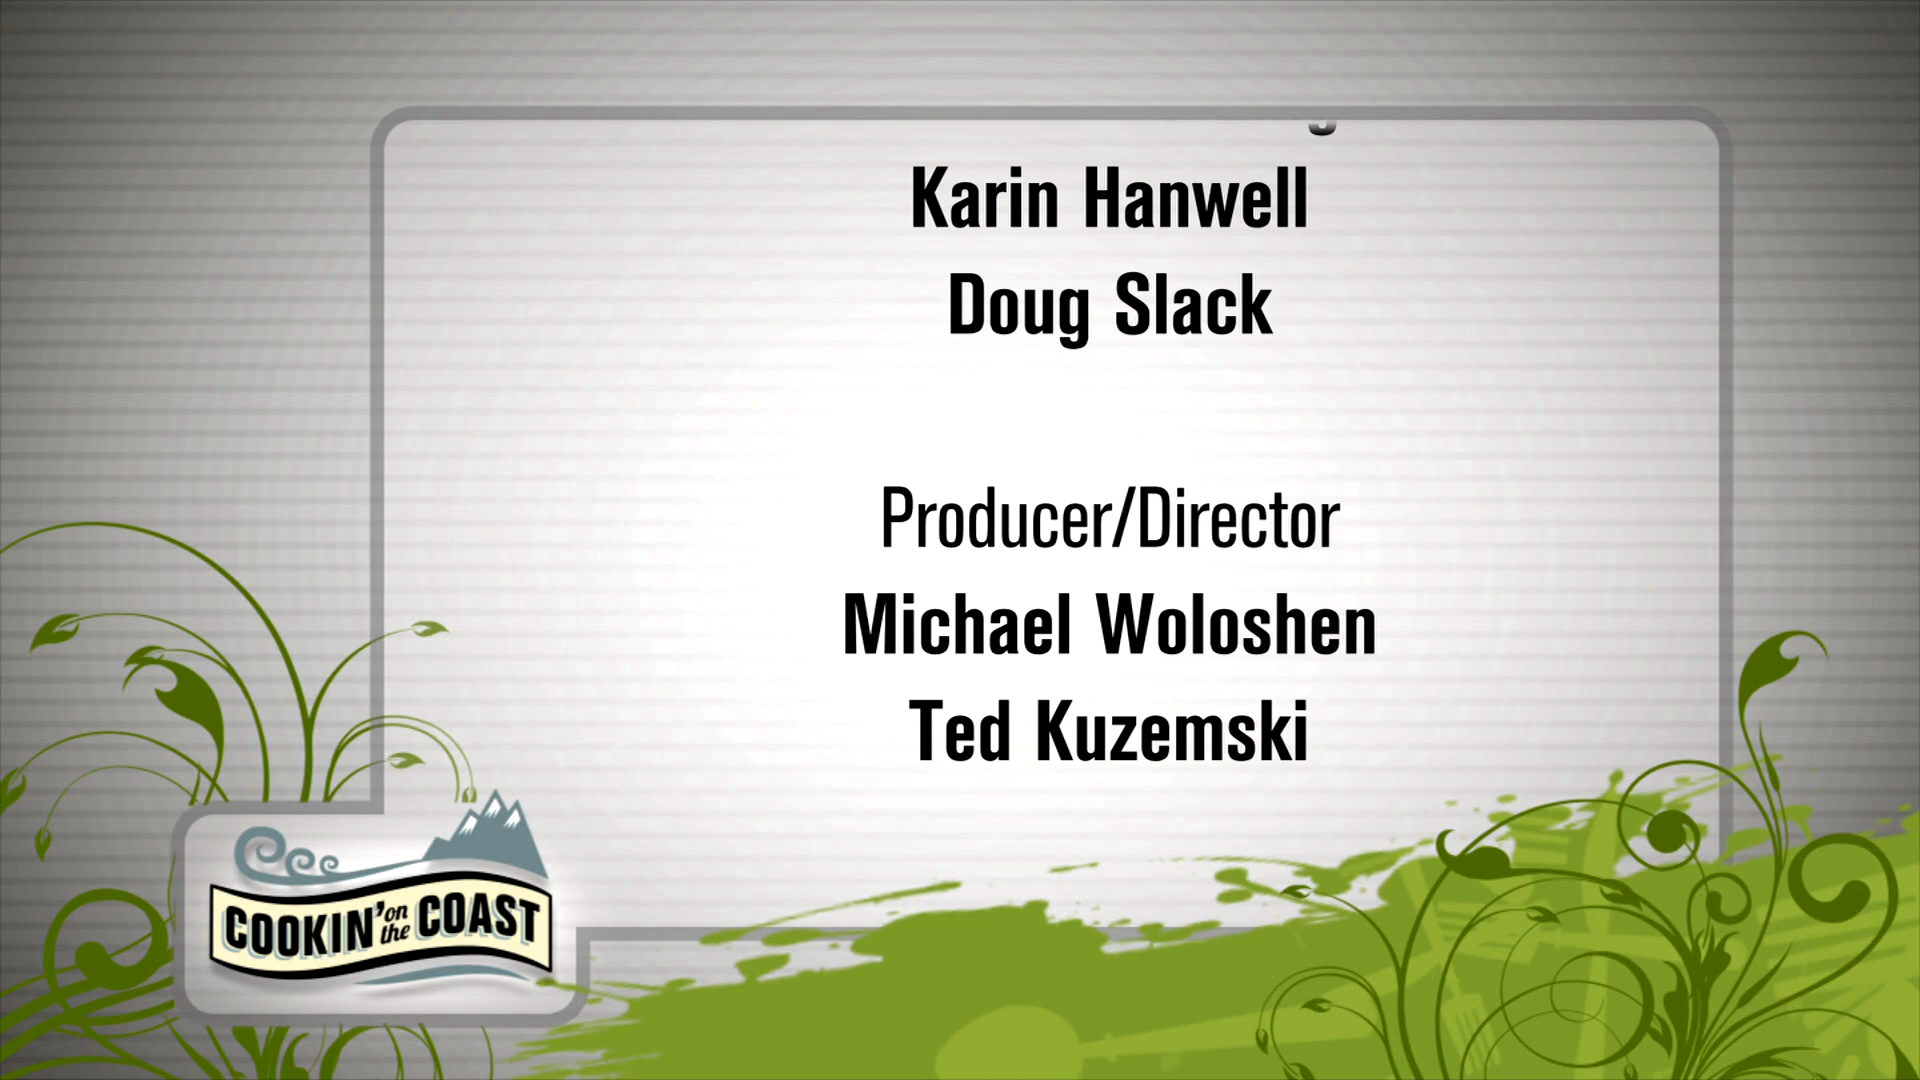 Karin Hanwell
Doug Slack
Producer/Director
Michael Woloshen
Ted Kuzemski
COOKIN' on the COAST